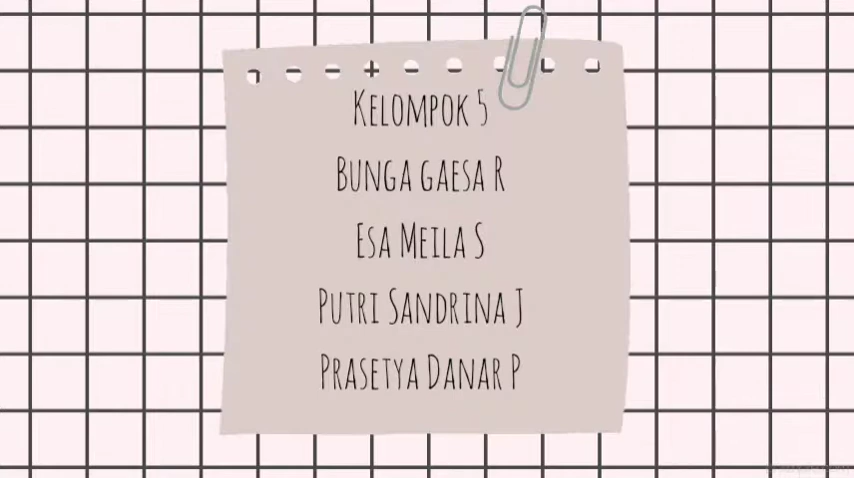 Kelompok 5
Bunga gaesa R
Esa Meila S
Putri Sandrina J
Prasetya Danar P